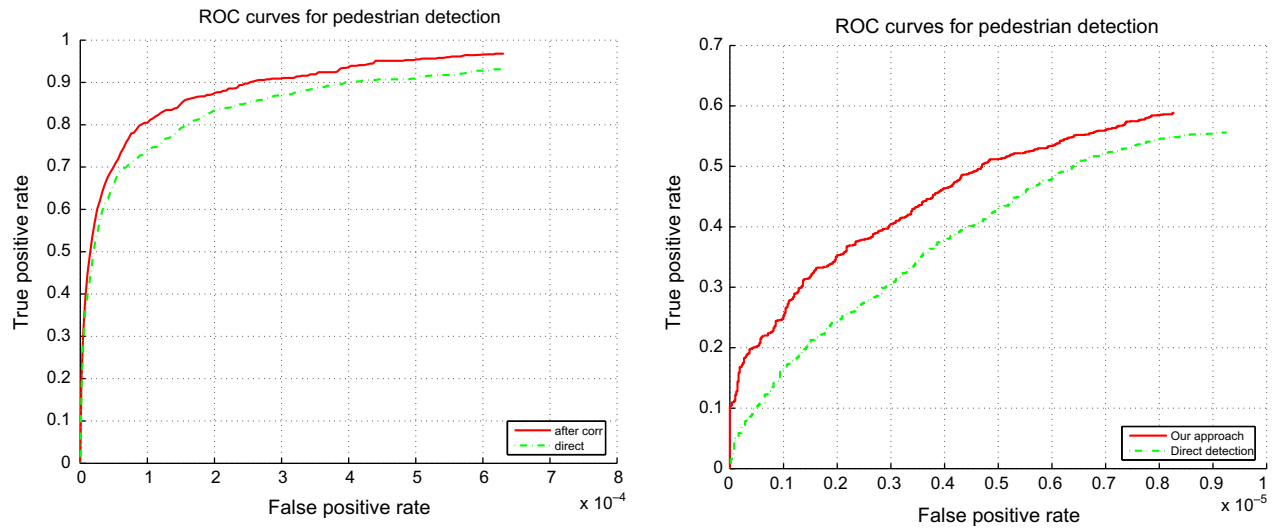 ROC curves for pedestrian detection
1
0.9
0.8
0.7
0.6
0.5
0.4
0.3
0.2
0.1
0
True positive rate
after corr
direct
0 1 2 3 4 5 6 7 8
x 10⁻⁴
False positive rate
ROC curves for pedestrian detection
0.7
0.6
0.5
0.4
0.3
0.2
0.1
0
True positive rate
Our approach
Direct detection
0 0.1 0.2 0.3 0.4 0.5 0.6 0.7 0.8 0.9 1
x 10⁻⁵
False positive rate